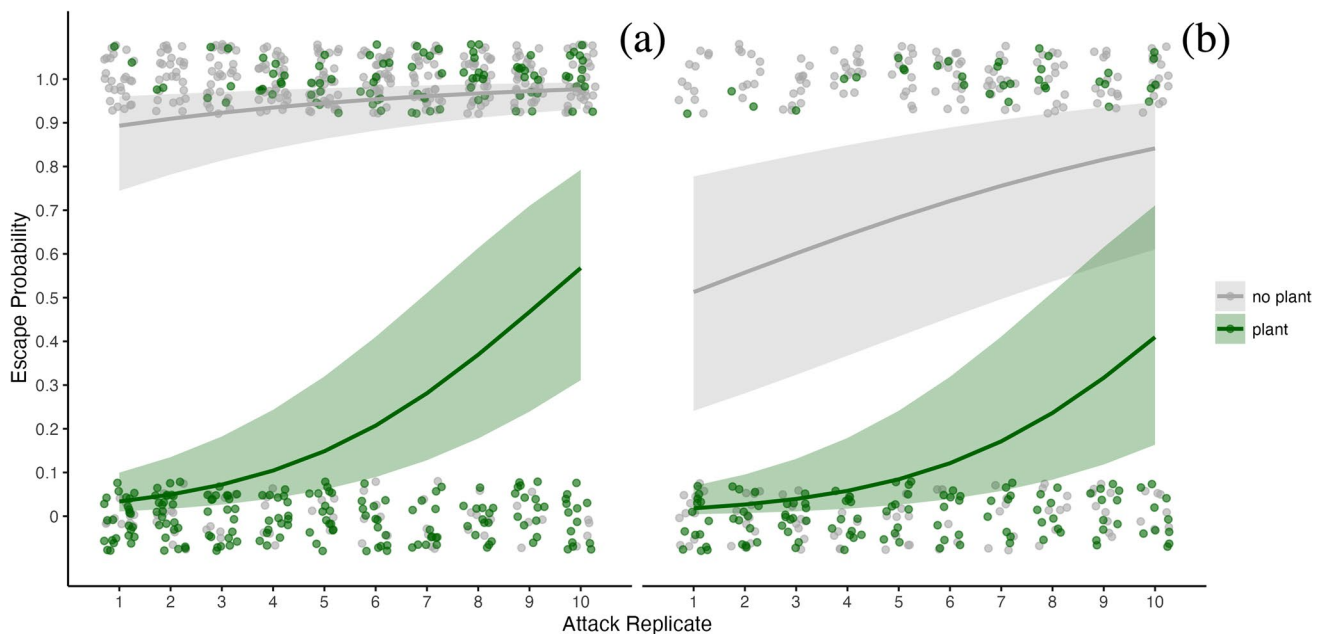 (a)
(b)
Escape Probability
1.0
0.9
0.8
0.7
0.6
0.5
0.4
0.3
0.2
0.1
0
no plant
plant
1 2 3 4 5 6 7 8 9 10
1 2 3 4 5 6 7 8 9 10
Attack Replicate